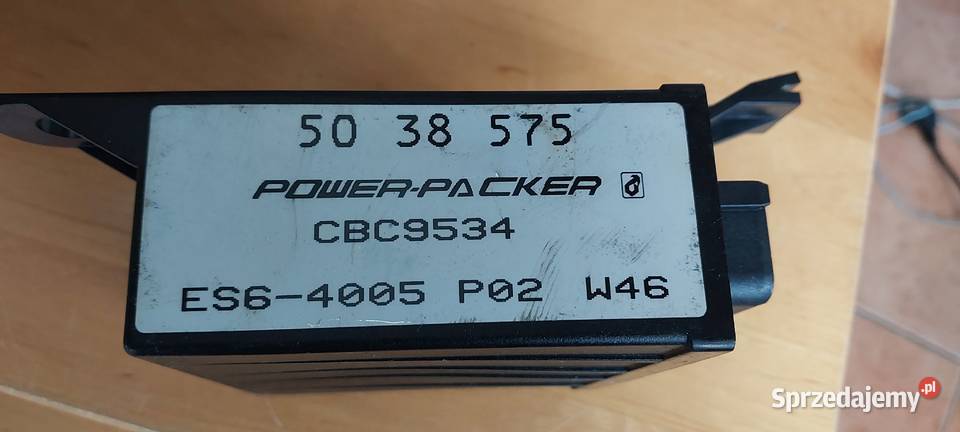 50 38 575
POWER-PACKER
CBC9534
ES6-4005 P02 W46
Sprzedajemy.pl